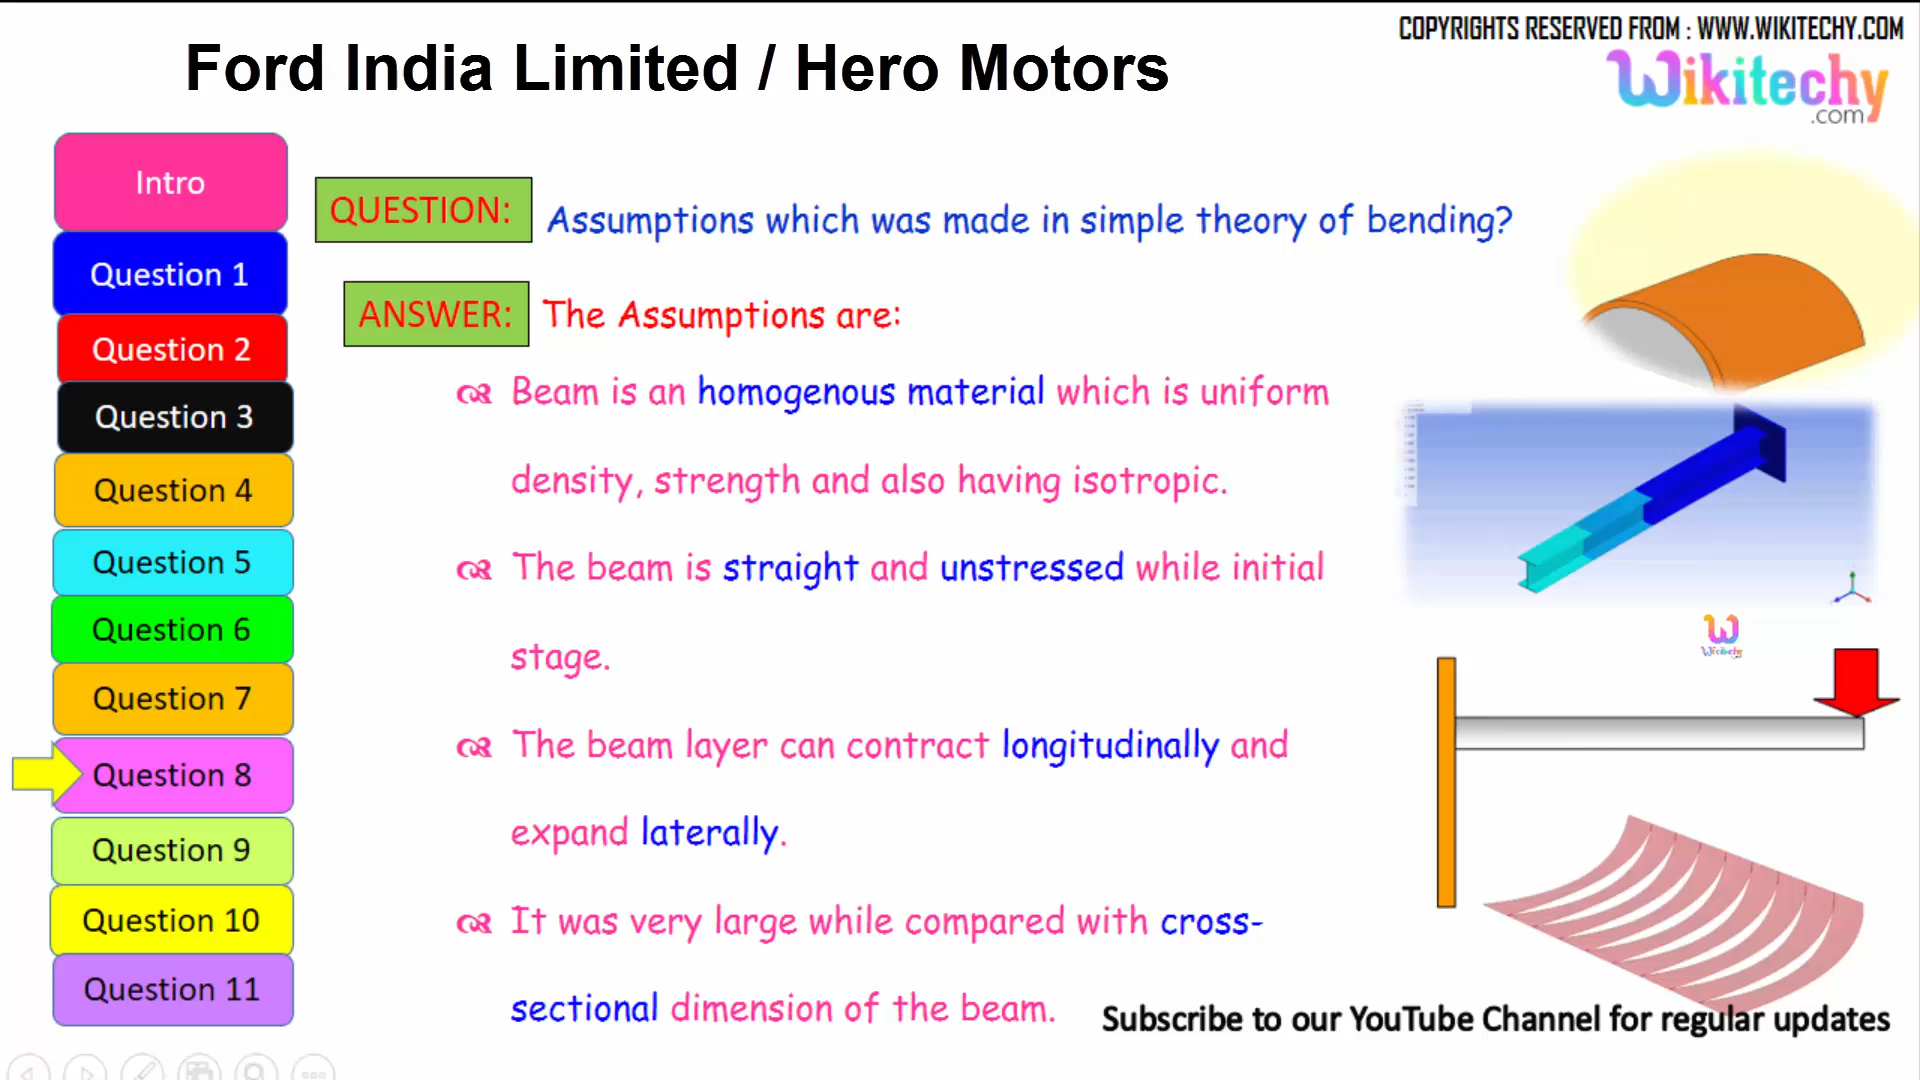 COPYRIGHTS RESERVED FROM : WWW.WIKITECHY.COM
Ford India Limited / Hero Motors
Wikitechy
.com
Intro
Question 1
Question 2
Question 3
Question 4
Question 5
Question 6
Question 7
Question 8
Question 9
Question 10
Question 11
QUESTION: Assumptions which was made in simple theory of bending?
ANSWER: The Assumptions are:
Beam is an homogenous material which is uniform
density, strength and also having isotropic.
The beam is straight and unstressed while initial
stage.
The beam layer can contract longitudinally and
expand laterally.
It was very large while compared with cross-
sectional dimension of the beam.
Wikitechy
Subscribe to our YouTube Channel for regular updates